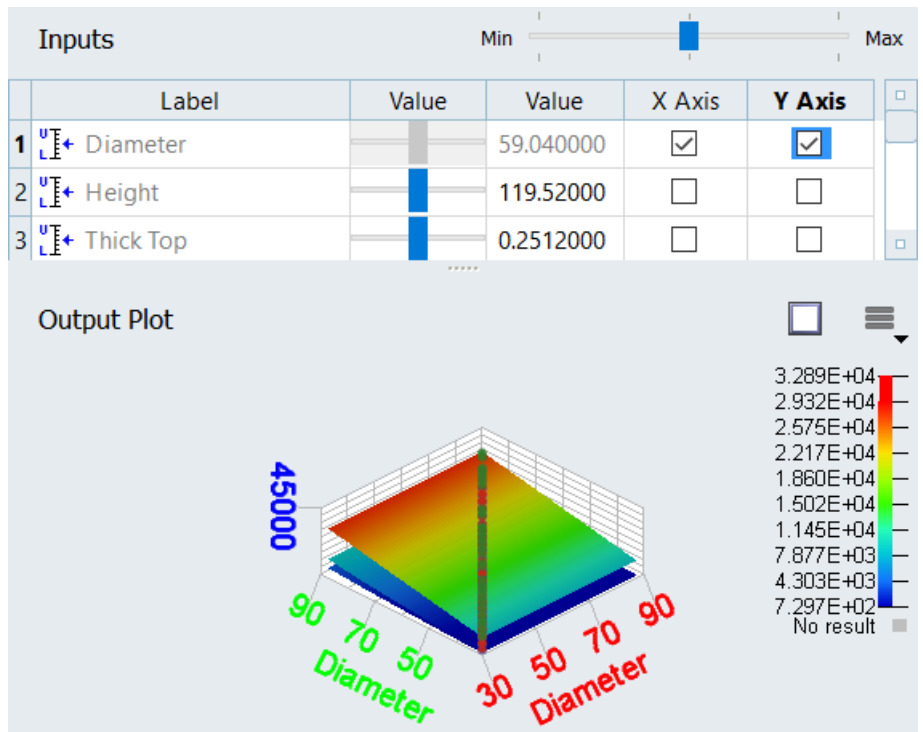 Inputs
Min Max
Label Value Value X Axis Y Axis
1 U L Diameter 59.040000
2 U L Height 119.52000
3 U L Thick Top 0.2512000
Output Plot
3.289E+04
2.932E+04
2.575E+04
2.217E+04
1.860E+04
1.502E+04
1.145E+04
7.877E+03
4.303E+03
7.297E+02
No result
45000
90 70 50
Diameter
30 50 70 90
Diameter